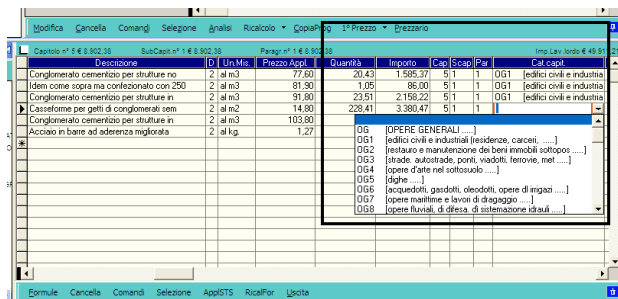 Modifica Cancella Comandi Selezione Analisi Ricalcolo CopiaProg 1° Prezzo Prezzario
Capitolo n° 5 € 8.902,38 SubCapit.n° 1 € 8.902,38 Paragr.n° 1 € 8.902,38 Imp.Lav.lordo € 49.91
Descrizione D Un.Mis. Prezzo Appl. Quantità Importo Cap Scap Par Cat.capit.
Conglomerato cementizio per strutture no 2 al m3 77,60 20,43 1.585,37 5 1 1 OG1 [edifici civili e industria
Idem come sopra ma confezionato con 250 2 al m3 81,90 1,05 86,00 5 1 1 OG1 [edifici civili e industria
Conglomerato cementizio per strutture in 2 al m3 91,80 23,51 2.158,22 5 1 1 OG1 [edifici civili e industria
Casseforme per getti di conglomerati sem 2 al m2 14,80 228,41 3.380,47 5 1 1
Conglomerato cementizio per strutture in 2 al m3 103,80
Acciaio in barre ad aderenza migliorata 2 al kg. 1,27
OG [OPERE GENERALI .....]
OG1 [edifici civili e industriali (residenze, carceri, .....]
OG2 [restauro e manutenzione dei beni immobili sottopos .....]
OG3 [strade. autostrade, ponti, viadotti. ferrovie, met .....]
OG4 [opere d'arte nel sottosuolo .....]
OG5 [dighe .....]
OG6 [acquedotti, gasdotti, oleodotti, opere dI irrigazi .....]
OG7 [opere marittime e lavori di dragaggio .....]
OG8 [opere fluviali, di difesa. di sistemazione idrauli .....]
Formule Cancella Comandi Selezione ApplSTS RicalFor Uscita